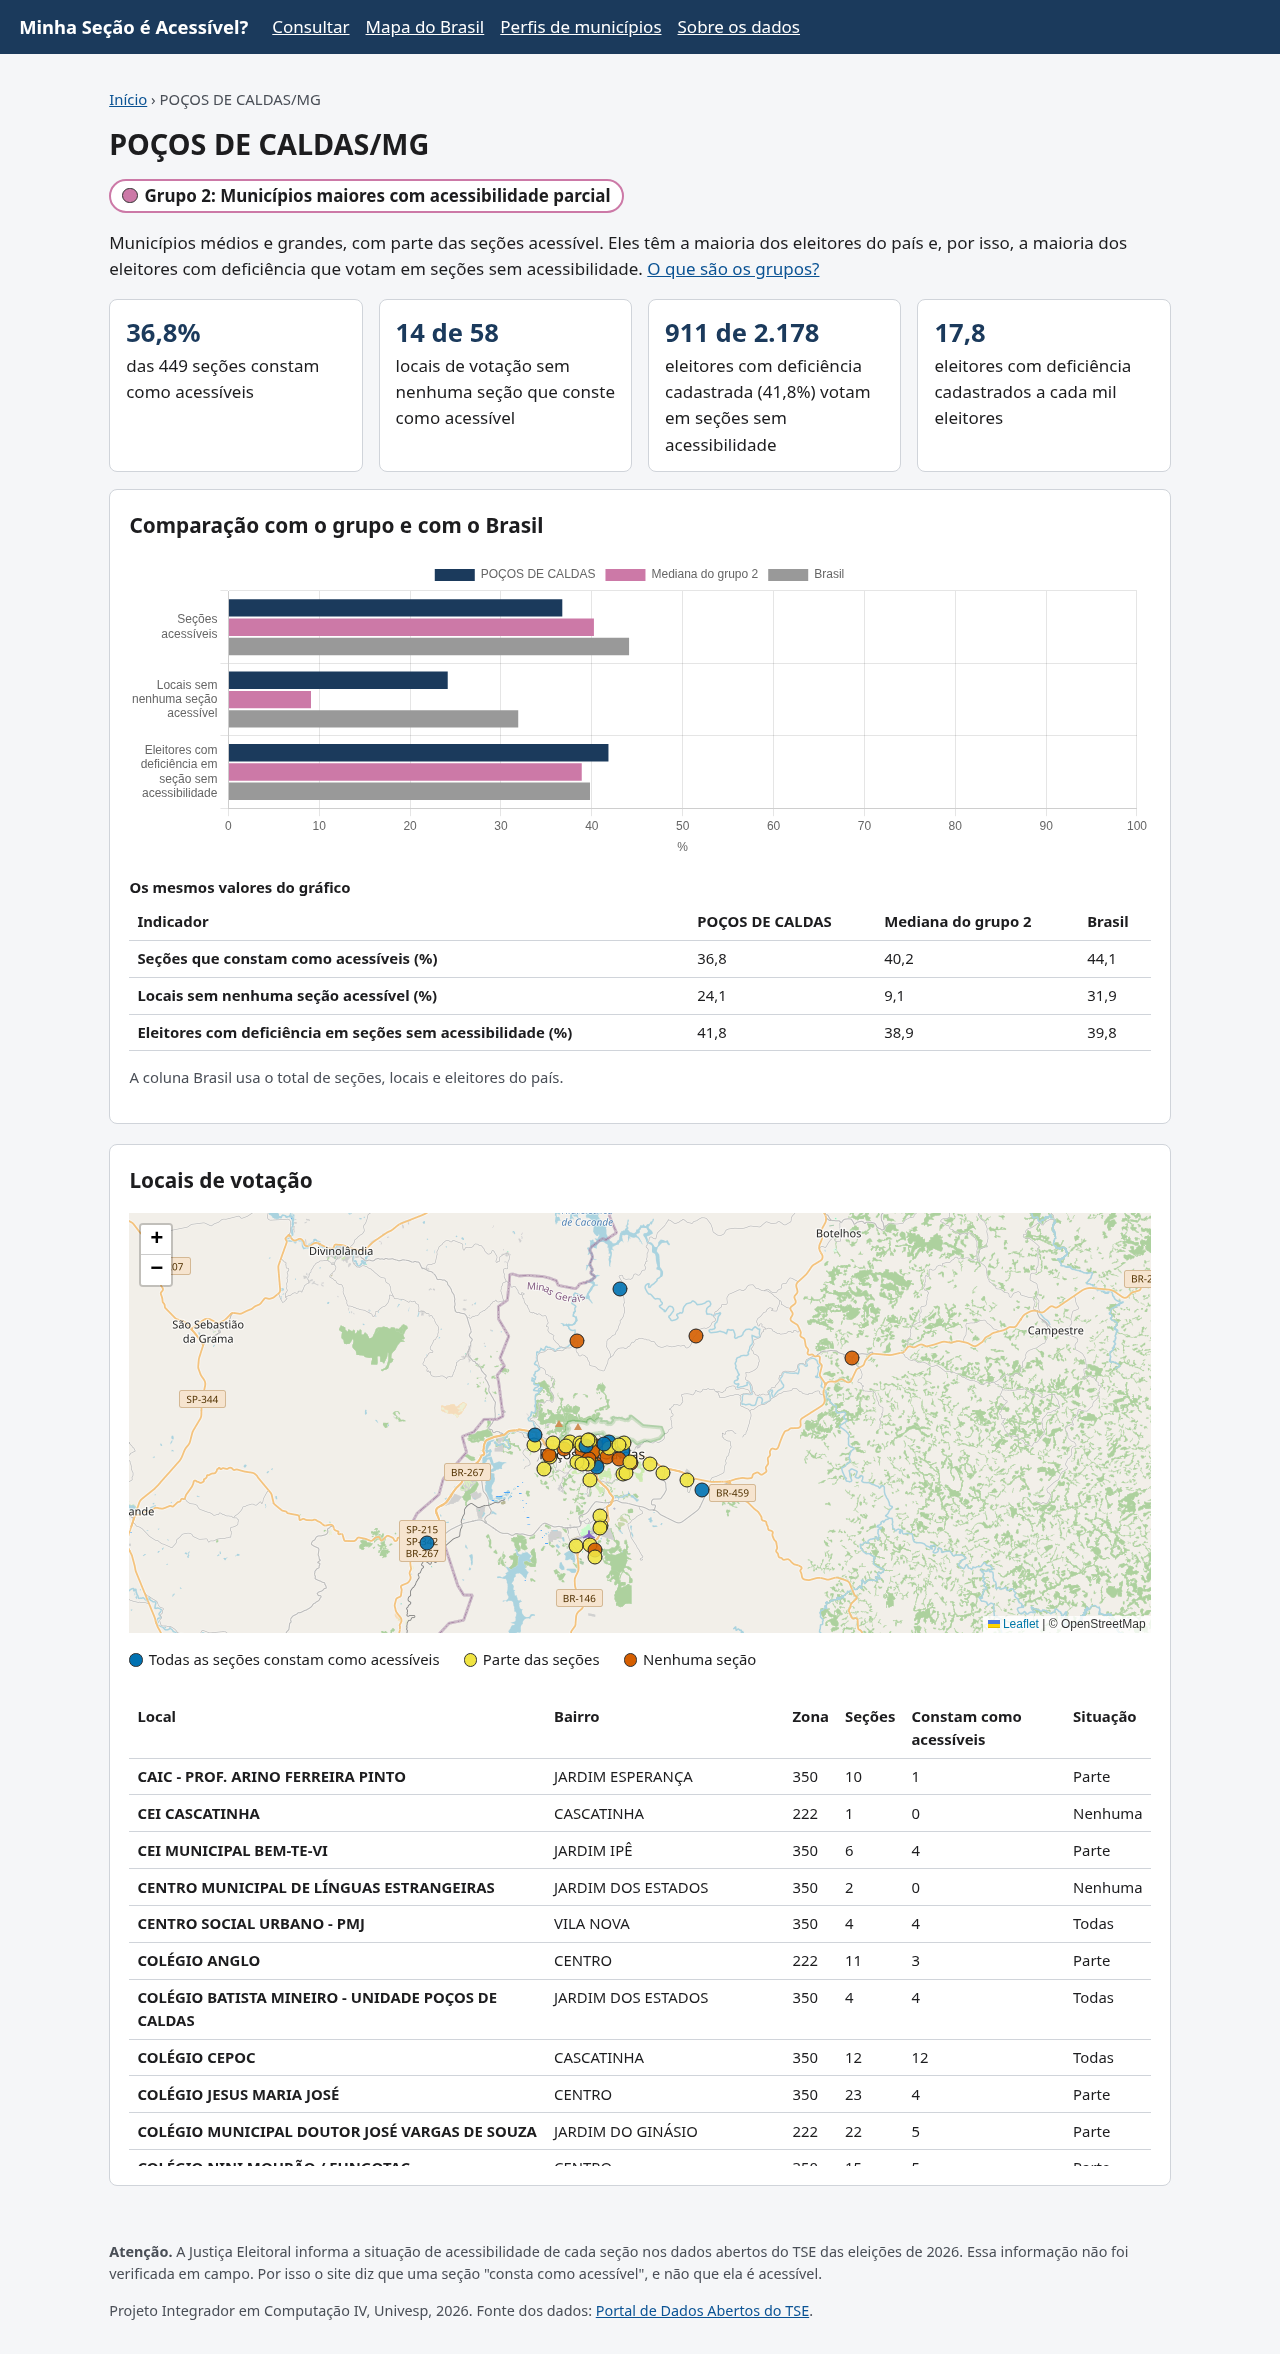 Minha Seção é Acessível? Consultar Mapa do Brasil Perfis de municípios Sobre os dados
Início › POÇOS DE CALDAS/MG
POÇOS DE CALDAS/MG
Grupo 2: Municípios maiores com acessibilidade parcial
Municípios médios e grandes, com parte das seções acessível. Eles têm a maioria dos eleitores do país e, por isso, a maioria dos
eleitores com deficiência que votam em seções sem acessibilidade. O que são os grupos?
36,8%
das 449 seções constam
como acessíveis
14 de 58
locais de votação sem
nenhuma seção que conste
como acessível
911 de 2.178
eleitores com deficiência
cadastrada (41,8%) votam
em seções sem
acessibilidade
17,8
eleitores com deficiência
cadastrados a cada mil
eleitores
Comparação com o grupo e com o Brasil
POÇOS DE CALDAS Mediana do grupo 2 Brasil
Seções
acessíveis
Locais sem
nenhuma seção
acessível
Eleitores com
deficiência em
seção sem
acessibilidade
0 10 20 30 40 50 60 70 80 90 100
%
Os mesmos valores do gráfico
Indicador POÇOS DE CALDAS Mediana do grupo 2 Brasil
Seções que constam como acessíveis (%) 36,8 40,2 44,1
Locais sem nenhuma seção acessível (%) 24,1 9,1 31,9
Eleitores com deficiência em seções sem acessibilidade (%) 41,8 38,9 39,8
A coluna Brasil usa o total de seções, locais e eleitores do país.
Locais de votação
+
−
07
de Caconde
Divinolândia
Botelhos
BR-2
Minas Gerais
São Sebastião
da Grama
Campestre
SP-344
BR-267
BR-459
ande
SP-215
BR-267
BR-146
Leaflet | © OpenStreetMap
Todas as seções constam como acessíveis Parte das seções Nenhuma seção
Local Bairro Zona Seções Constam como
acessíveis Situação
CAIC - PROF. ARINO FERREIRA PINTO JARDIM ESPERANÇA 350 10 1 Parte
CEI CASCATINHA CASCATINHA 222 1 0 Nenhuma
CEI MUNICIPAL BEM-TE-VI JARDIM IPÊ 350 6 4 Parte
CENTRO MUNICIPAL DE LÍNGUAS ESTRANGEIRAS JARDIM DOS ESTADOS 350 2 0 Nenhuma
CENTRO SOCIAL URBANO - PMJ VILA NOVA 350 4 4 Todas
COLÉGIO ANGLO CENTRO 222 11 3 Parte
COLÉGIO BATISTA MINEIRO - UNIDADE POÇOS DE
CALDAS JARDIM DOS ESTADOS 350 4 4 Todas
COLÉGIO CEPOC CASCATINHA 350 12 12 Todas
COLÉGIO JESUS MARIA JOSÉ CENTRO 350 23 4 Parte
COLÉGIO MUNICIPAL DOUTOR JOSÉ VARGAS DE SOUZA JARDIM DO GINÁSIO 222 22 5 Parte
Atenção. A Justiça Eleitoral informa a situação de acessibilidade de cada seção nos dados abertos do TSE das eleições de 2026. Essa informação não foi
verificada em campo. Por isso o site diz que uma seção "consta como acessível", e não que ela é acessível.
Projeto Integrador em Computação IV, Univesp, 2026. Fonte dos dados: Portal de Dados Abertos do TSE.